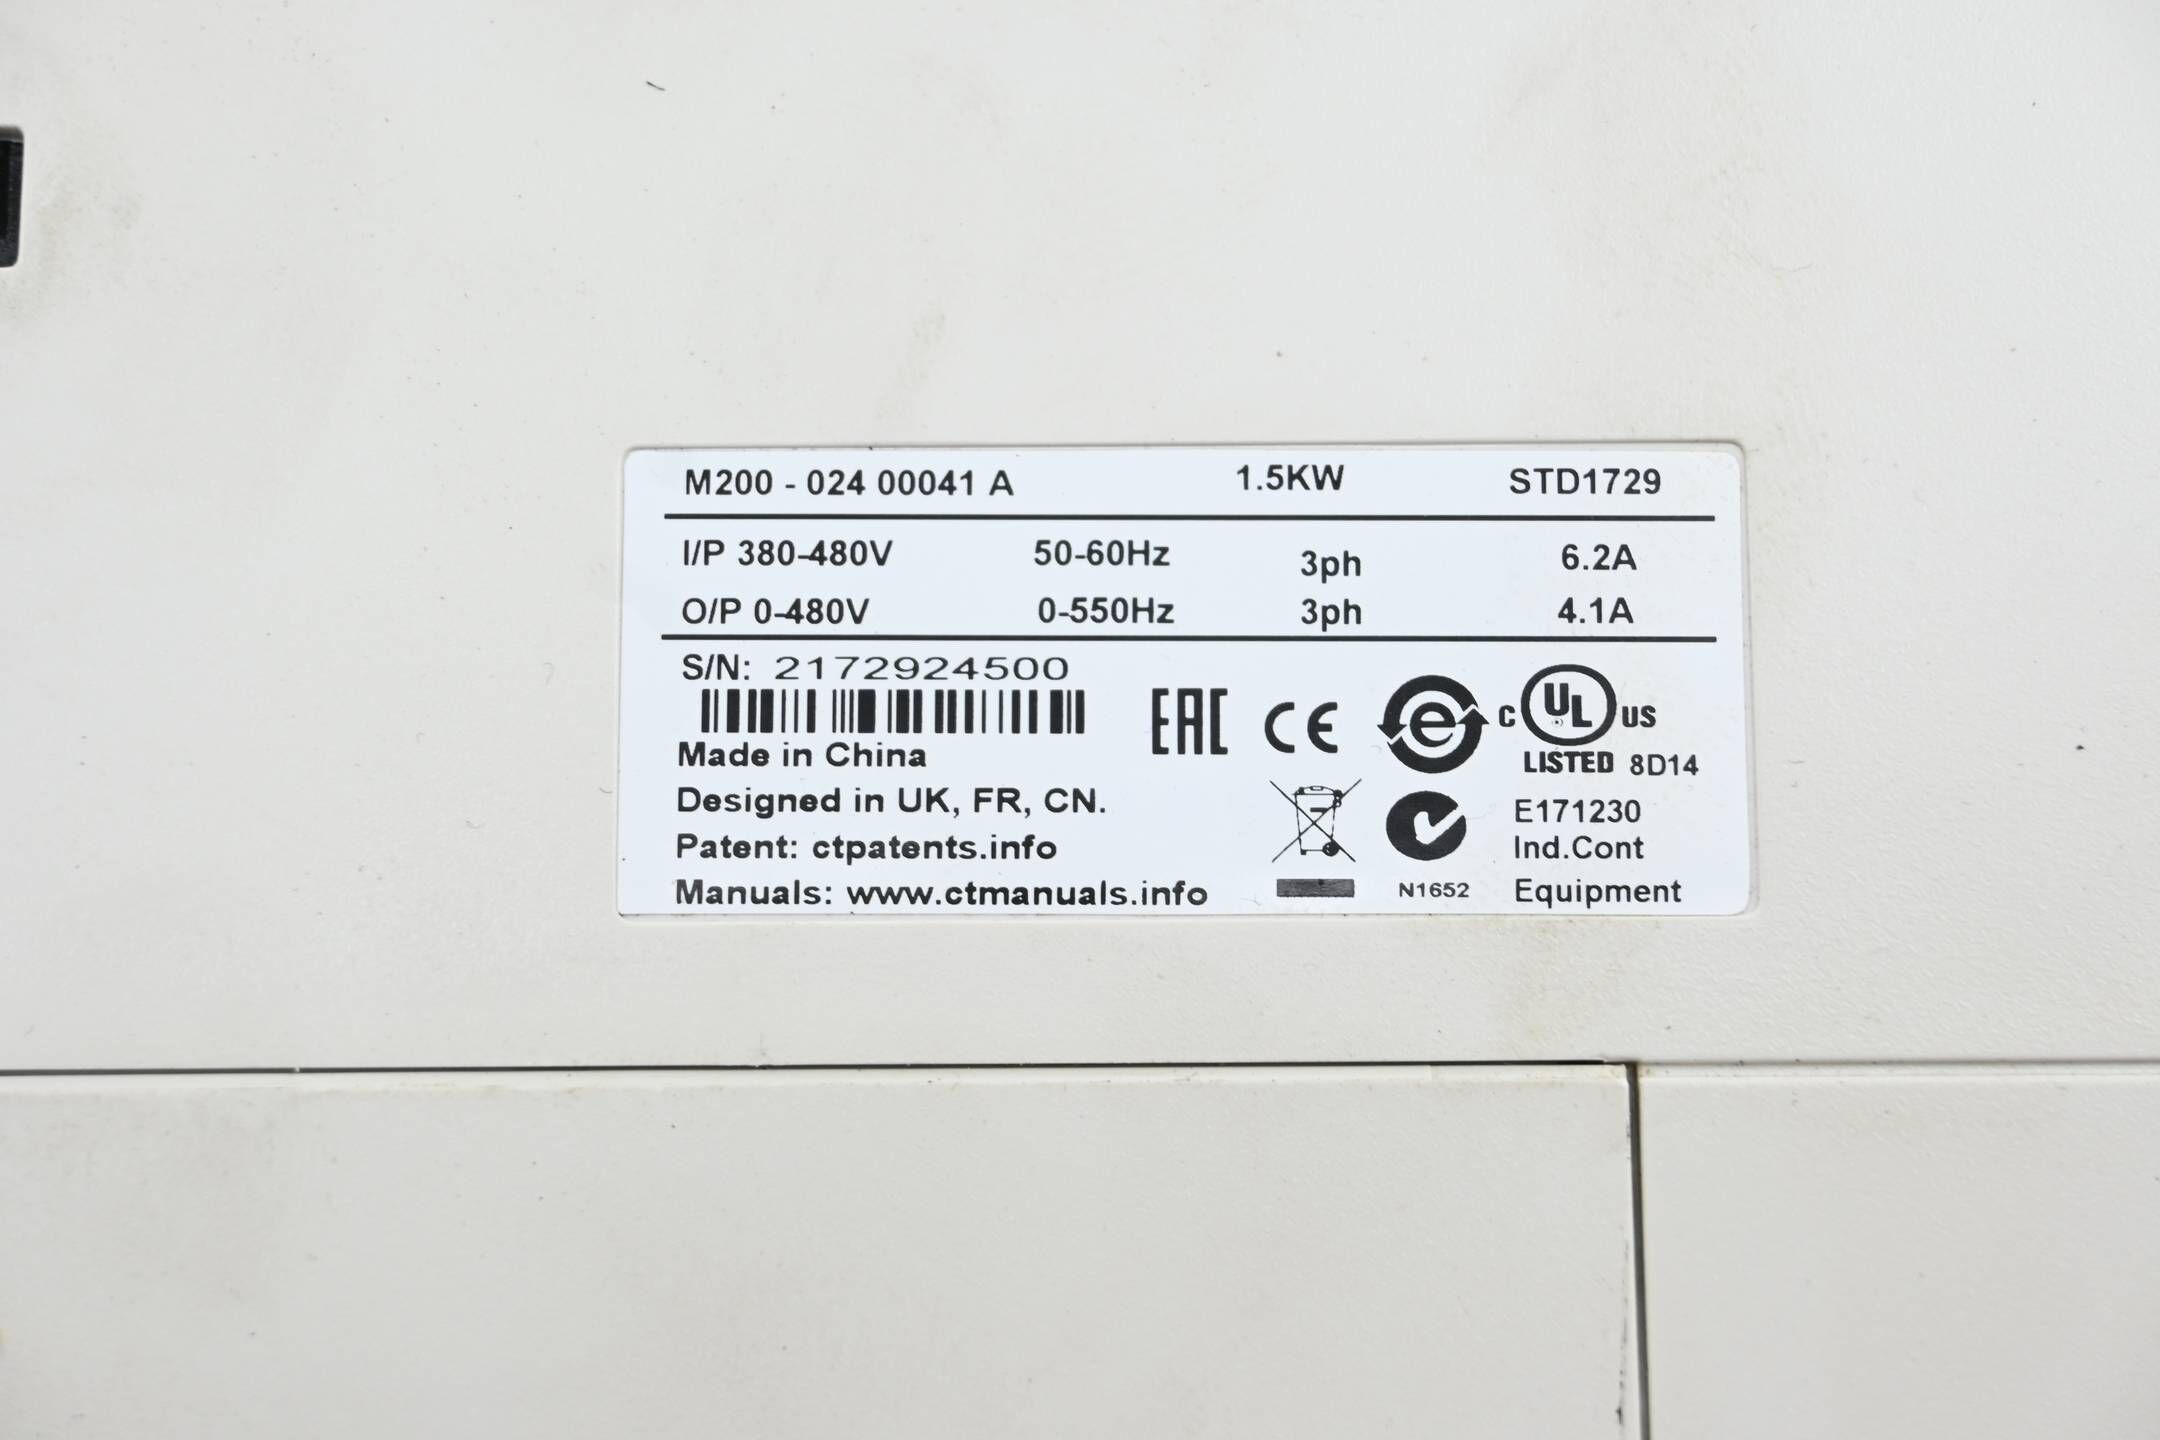 M200 - 024 00041 A 1.5KW STD1729
I/P 380-480V 50-60Hz 3ph 6.2A
O/P 0-480V 0-550Hz 3ph 4.1A
S/N: 2172924500
EAC CE e C UL US
LISTED 8D14
Made in China
Designed in UK, FR, CN.
Patent: ctpatents.info
Manuals: www.ctmanuals.info
N1652
E171230
Ind.Cont
Equipment